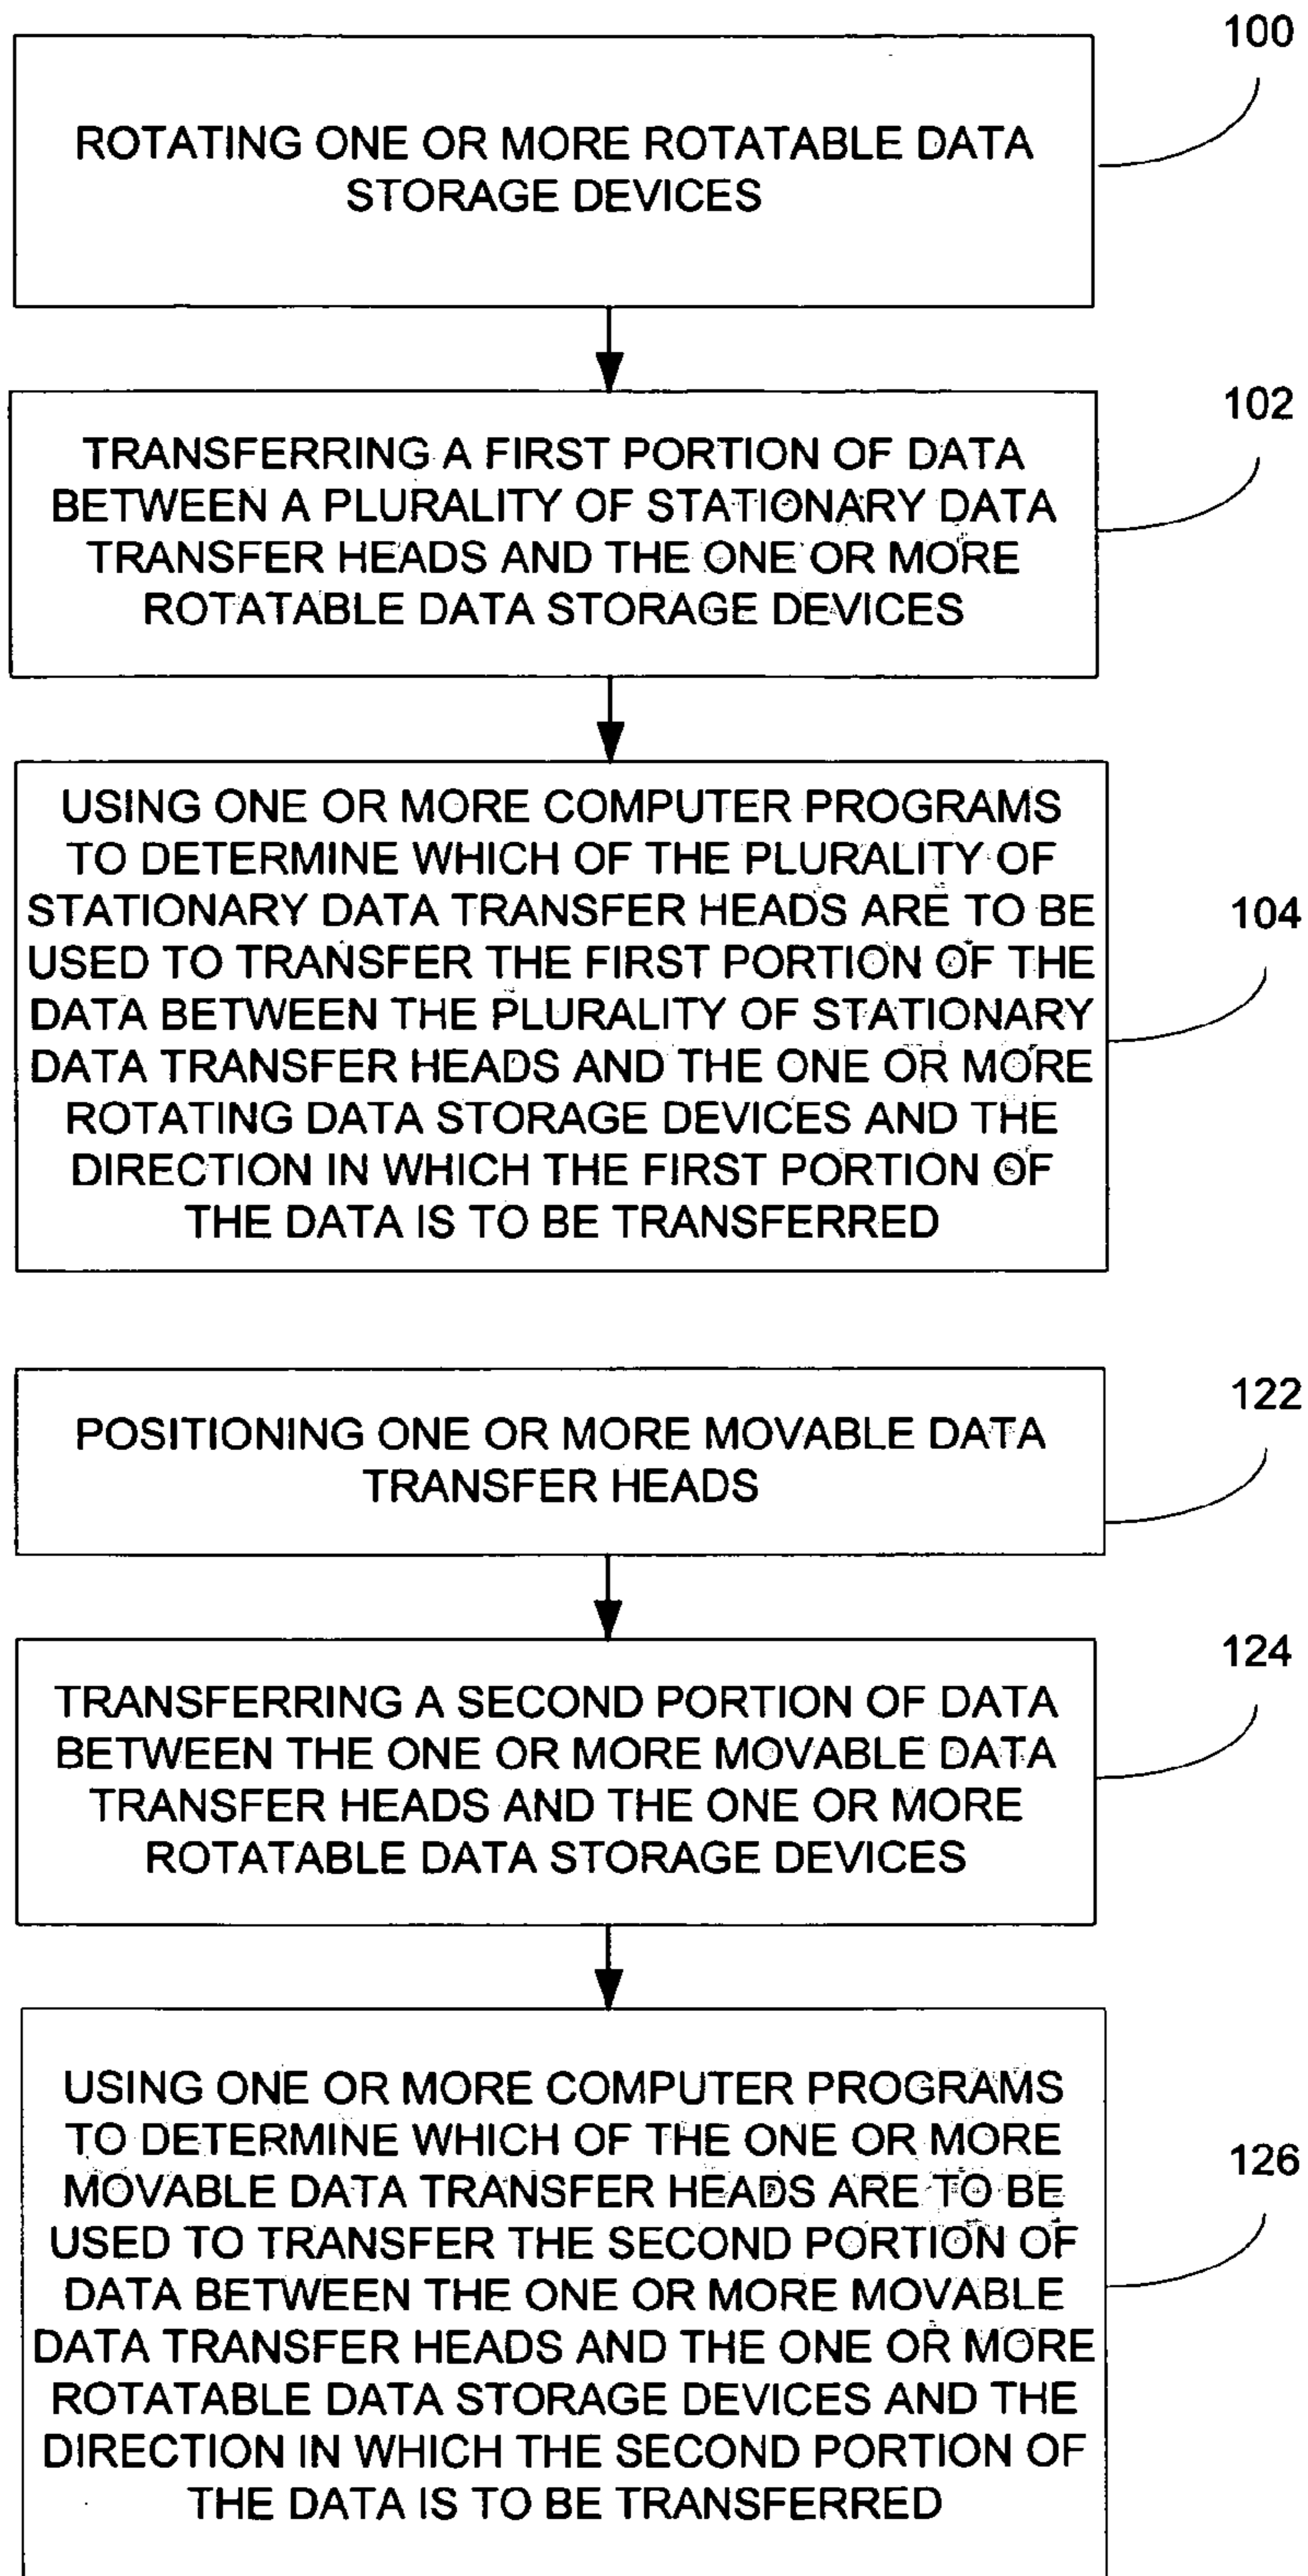 100
ROTATING ONE OR MORE ROTATABLE DATA
STORAGE DEVICES
102
TRANSFERRING A FIRST PORTION OF DATA
BETWEEN A PLURALITY OF STATIONARY DATA
TRANSFER HEADS AND THE ONE OR MORE
ROTATABLE DATA STORAGE DEVICES
104
USING ONE OR MORE COMPUTER PROGRAMS
TO DETERMINE WHICH OF THE PLURALITY OF
STATIONARY DATA TRANSFER HEADS ARE TO BE
USED TO TRANSFER THE FIRST PORTION OF THE
DATA BETWEEN THE PLURALITY OF STATIONARY
DATA TRANSFER HEADS AND THE ONE OR MORE
ROTATING DATA STORAGE DEVICES AND THE
DIRECTION IN WHICH THE FIRST PORTION OF
THE DATA IS TO BE TRANSFERRED
122
POSITIONING ONE OR MORE MOVABLE DATA
TRANSFER HEADS
124
TRANSFERRING A SECOND PORTION OF DATA
BETWEEN THE ONE OR MORE MOVABLE DATA
TRANSFER HEADS AND THE ONE OR MORE
ROTATABLE DATA STORAGE DEVICES
126
USING ONE OR MORE COMPUTER PROGRAMS
TO DETERMINE WHICH OF THE ONE OR MORE
MOVABLE DATA TRANSFER HEADS ARE TO BE
USED TO TRANSFER THE SECOND PORTION OF
DATA BETWEEN THE ONE OR MORE MOVABLE
DATA TRANSFER HEADS AND THE ONE OR MORE
ROTATABLE DATA STORAGE DEVICES AND THE
DIRECTION IN WHICH THE SECOND PORTION OF
THE DATA IS TO BE TRANSFERRED